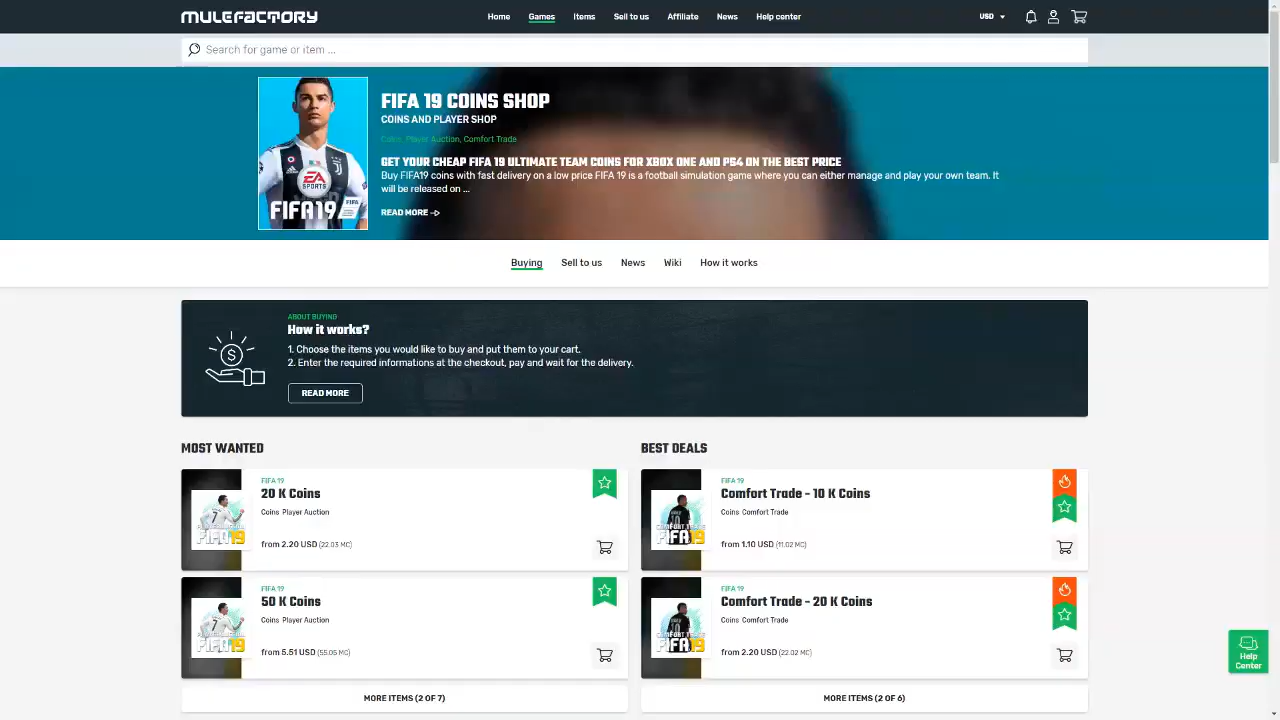 MULEFACTORY
Home Games Items Sell to us Affiliate News Help center
USD
Search for game or item ...
FIFA 19 COINS SHOP
COINS AND PLAYER SHOP
Coins, Player Auction, Comfort Trade
GET YOUR CHEAP FIFA 19 ULTIMATE TEAM COINS FOR XBOX ONE AND PS4 ON THE BEST PRICE
Buy FIFA19 coins with fast delivery on a low price FIFA 19 is a football simulation game where you can either manage and play your own team. It
will be released on ...
READ MORE
EA
SPORTS
FIFA19
FIFA
Buying Sell to us News Wiki How it works
ABOUT BUYING
How it works?
1. Choose the items you would like to buy and put them to your cart.
2. Enter the required informations at the checkout, pay and wait for the delivery.
READ MORE
MOST WANTED
FIFA 19
20 K Coins
Coins Player Auction
from 2.20 USD (22.03 MC)
FIFA 19
50 K Coins
Coins Player Auction
from 5.51 USD (55.06 MC)
MORE ITEMS (2 OF 7)
BEST DEALS
FIFA 19
Comfort Trade - 10 K Coins
Coins Comfort Trade
from 1.10 USD (11.02 MC)
FIFA 19
Comfort Trade - 20 K Coins
Coins Comfort Trade
from 2.20 USD (22.02 MC)
MORE ITEMS (2 OF 6)
Help
Center